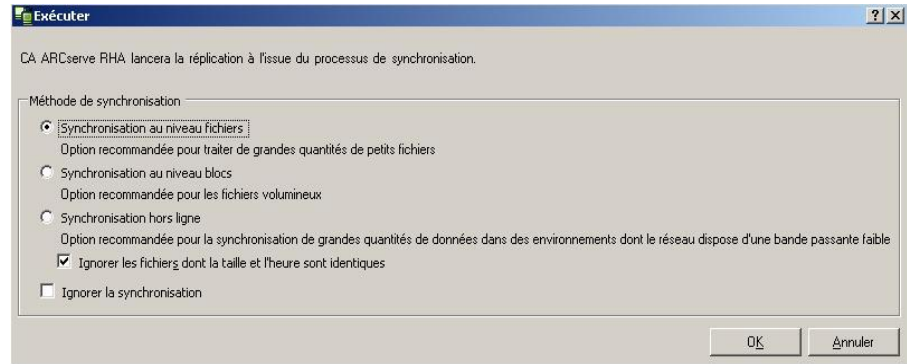 Exécuter
CA ARCserve RHA lancera la réplication à l'issue du processus de synchronisation.
Méthode de synchronisation
Synchronisation au niveau fichiers
Option recommandée pour traiter de grandes quantités de petits fichiers
Synchronisation au niveau blocs
Option recommandée pour les fichiers volumineux
Synchronisation hors ligne
Option recommandée pour la synchronisation de grandes quantités de données dans des environnements dont le réseau dispose d'une bande passante faible
Ignorer les fichiers dont la taille et l'heure sont identiques
Ignorer la synchronisation
OK Annuler